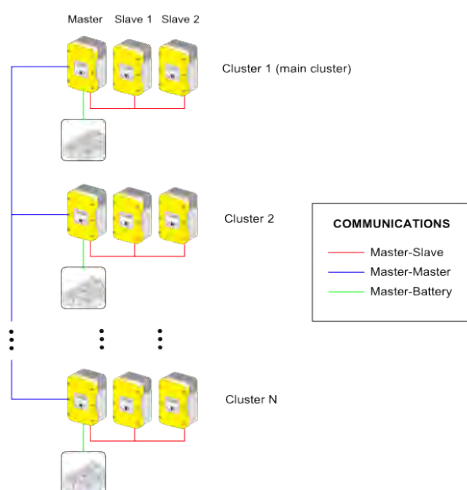 Master Slave 1 Slave 2
Cluster 1 (main cluster)
Cluster 2
COMMUNICATIONS
Master-Slave
Master-Master
Master-Battery
Cluster N